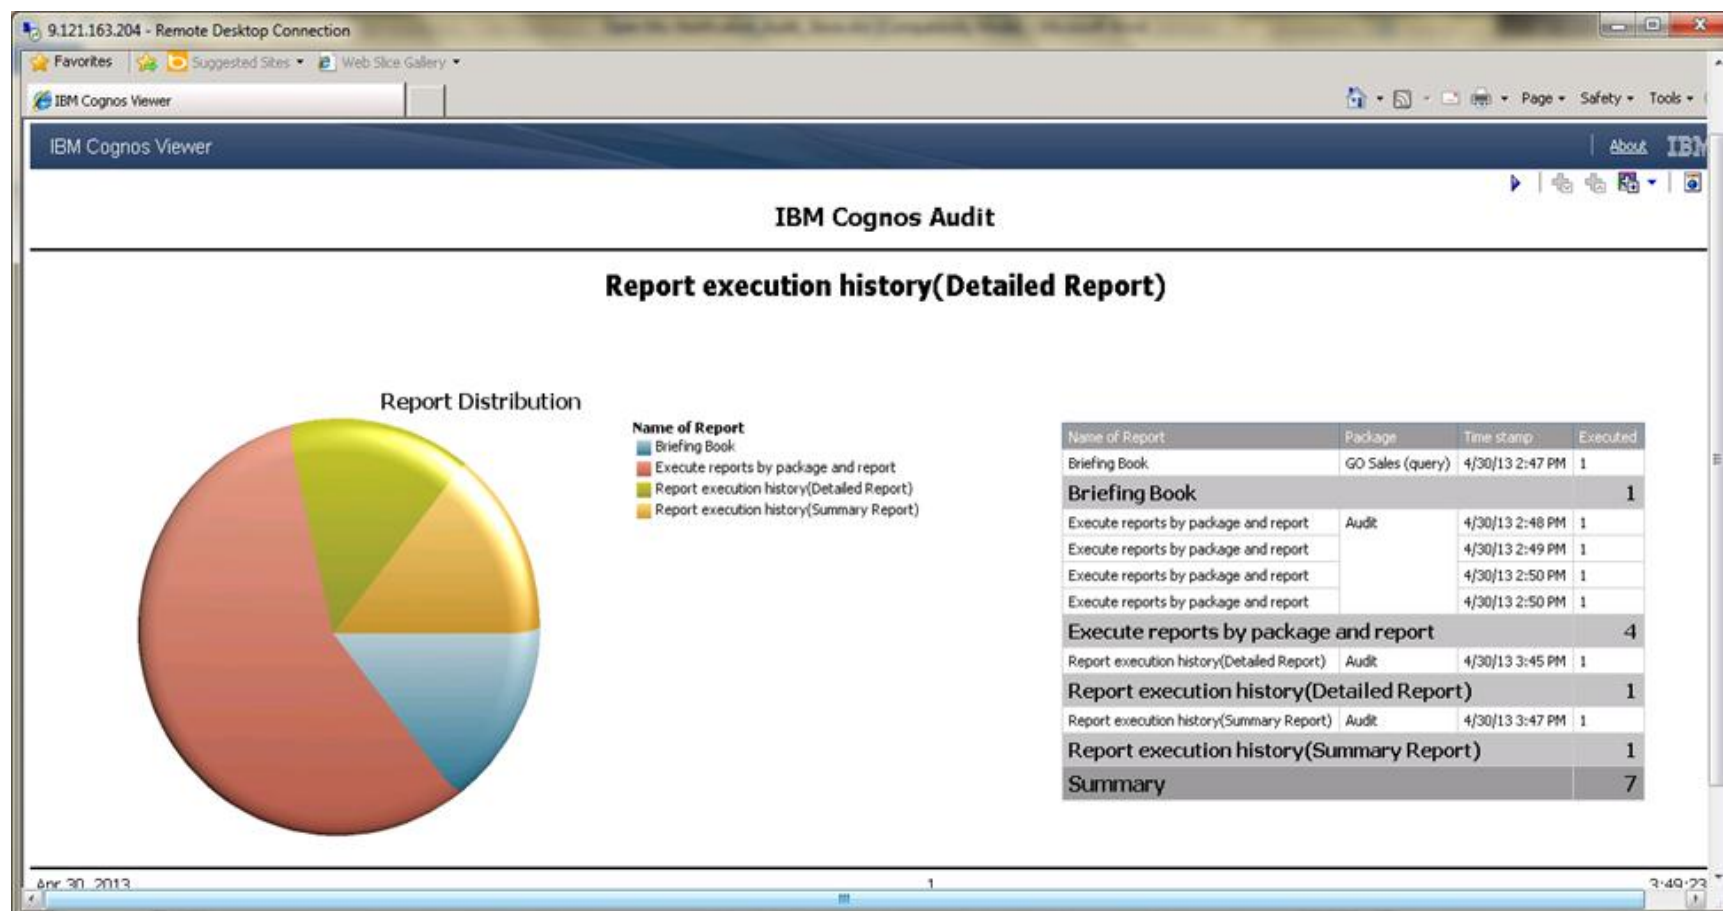 9.121.163.204 - Remote Desktop Connection
Favorites Suggested Sites Web Slice Gallery
IBM Cognos Viewer Page Safety Tools
IBM Cognos Viewer About IBM
IBM Cognos Audit
Report execution history(Detailed Report)
Report Distribution
Name of Report
Briefing Book
Execute reports by package and report
Report execution history(Detailed Report)
Report execution history(Summary Report)
Name of Report Package Time stamp Executed
Briefing Book GO Sales (query) 4/30/13 2:47 PM 1
Briefing Book 1
Execute reports by package and report Audit 4/30/13 2:48 PM 1
Execute reports by package and report 4/30/13 2:49 PM 1
Execute reports by package and report 4/30/13 2:50 PM 1
Execute reports by package and report 4/30/13 2:50 PM 1
Execute reports by package and report 4
Report execution history(Detailed Report) Audit 4/30/13 3:45 PM 1
Report execution history(Detailed Report) 1
Report execution history(Summary Report) Audit 4/30/13 3:47 PM 1
Report execution history(Summary Report) 1
Summary 7
Apr 30, 2013 1 3:49:23